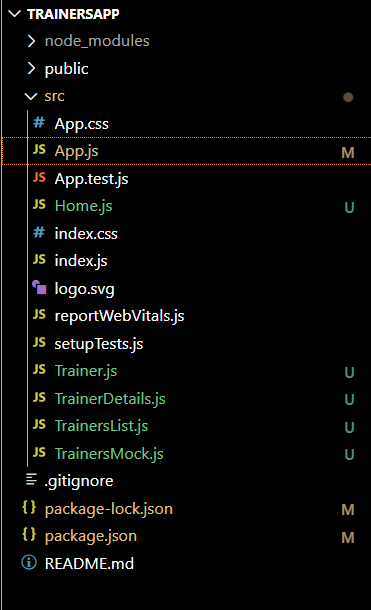 TRAINERSAPP
node_modules
public
src
# App.css
JS App.js M
JS App.test.js
JS Home.js U
# index.css
JS index.js
logo.svg
JS reportWebVitals.js
JS setupTests.js
JS Trainer.js U
JS TrainerDetails.js U
JS TrainersList.js U
JS TrainersMock.js U
.gitignore
{} package-lock.json M
{} package.json M
README.md